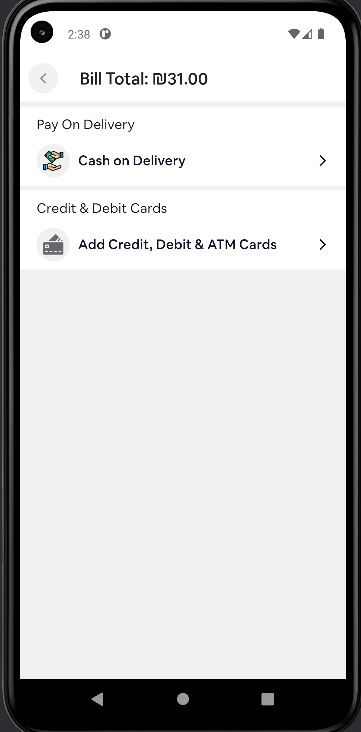 2:38
Bill Total: ₪31.00
Pay On Delivery
Cash on Delivery
Credit & Debit Cards
Add Credit, Debit & ATM Cards